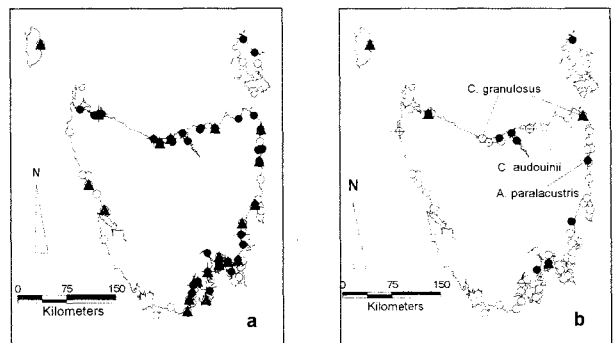 N
0 75 150
Kilometers
a
C. granulosus
C. audouinii
A. paralacustris
N
0 75 150
Kilometers
b